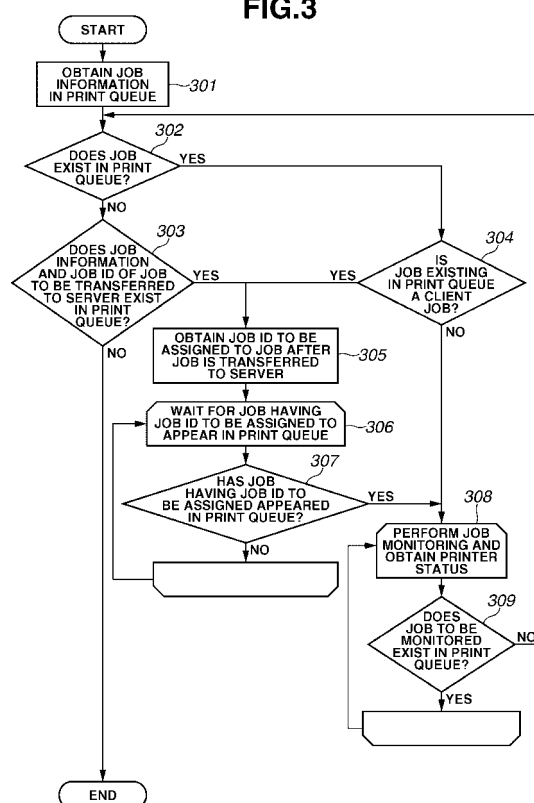 FIG.3
START
OBTAIN JOB
INFORMATION
IN PRINT QUEUE
301
302
DOES JOB
EXIST IN PRINT
QUEUE?
YES
NO
303
DOES JOB
INFORMATION
AND JOB ID OF JOB
TO BE TRANSFERRED
TO SERVER EXIST
IN PRINT
QUEUE?
YES
NO
304
IS
JOB EXISTING
IN PRINT QUEUE
A CLIENT
JOB?
YES
NO
OBTAIN JOB ID TO BE
ASSIGNED TO JOB AFTER
JOB IS TRANSFERRED
TO SERVER
305
WAIT FOR JOB HAVING
JOB ID TO BE ASSIGNED TO
APPEAR IN PRINT QUEUE
306
307
HAS JOB
HAVING JOB ID TO
BE ASSIGNED APPEARED
IN PRINT QUEUE?
YES
NO
308
PERFORM JOB
MONITORING AND
OBTAIN PRINTER
STATUS
309
DOES
JOB TO BE
MONITORED
EXIST IN PRINT
QUEUE?
NO
YES
END